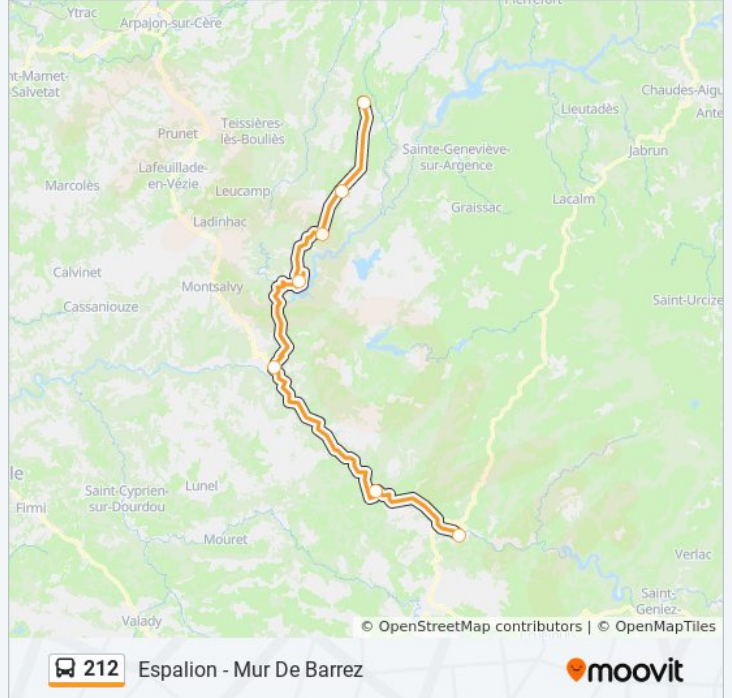 Pierrefort
Ytrac
Arpajon-sur-Cère
nt-Mamet-
Salvetat
Chaudes-Aigu
Lieutadès
Ante
Teissières-
lès-Bouliès
Prunet
Sainte-Geneviève-
sur-Argence
Jabrun
Lafeuillade-
en-Vézie
Marcolès
Leucamp
Lacalm
Graissac
Ladinhac
Calvinet
Montsalvy
Cassaniouze
Saint-Urcize
le
Saint-Cyprien-
sur-Dourdou
Lunel
Firmi
Mouret
Verlac
Saint-
Geniez-
Valady
© OpenStreetMap contributors | © OpenMapTiles
212 Espalion - Mur De Barrez moovit